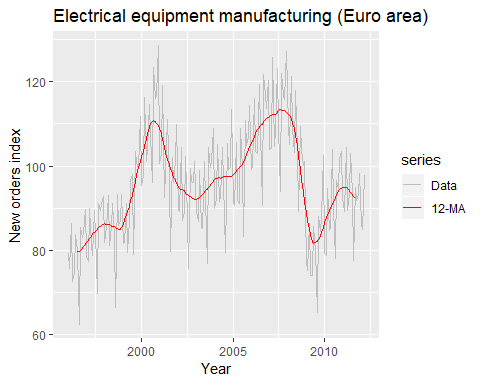 Electrical equipment manufacturing (Euro area)
New orders index
120
100
80
60
2000 2005 2010
Year
series
Data
12-MA